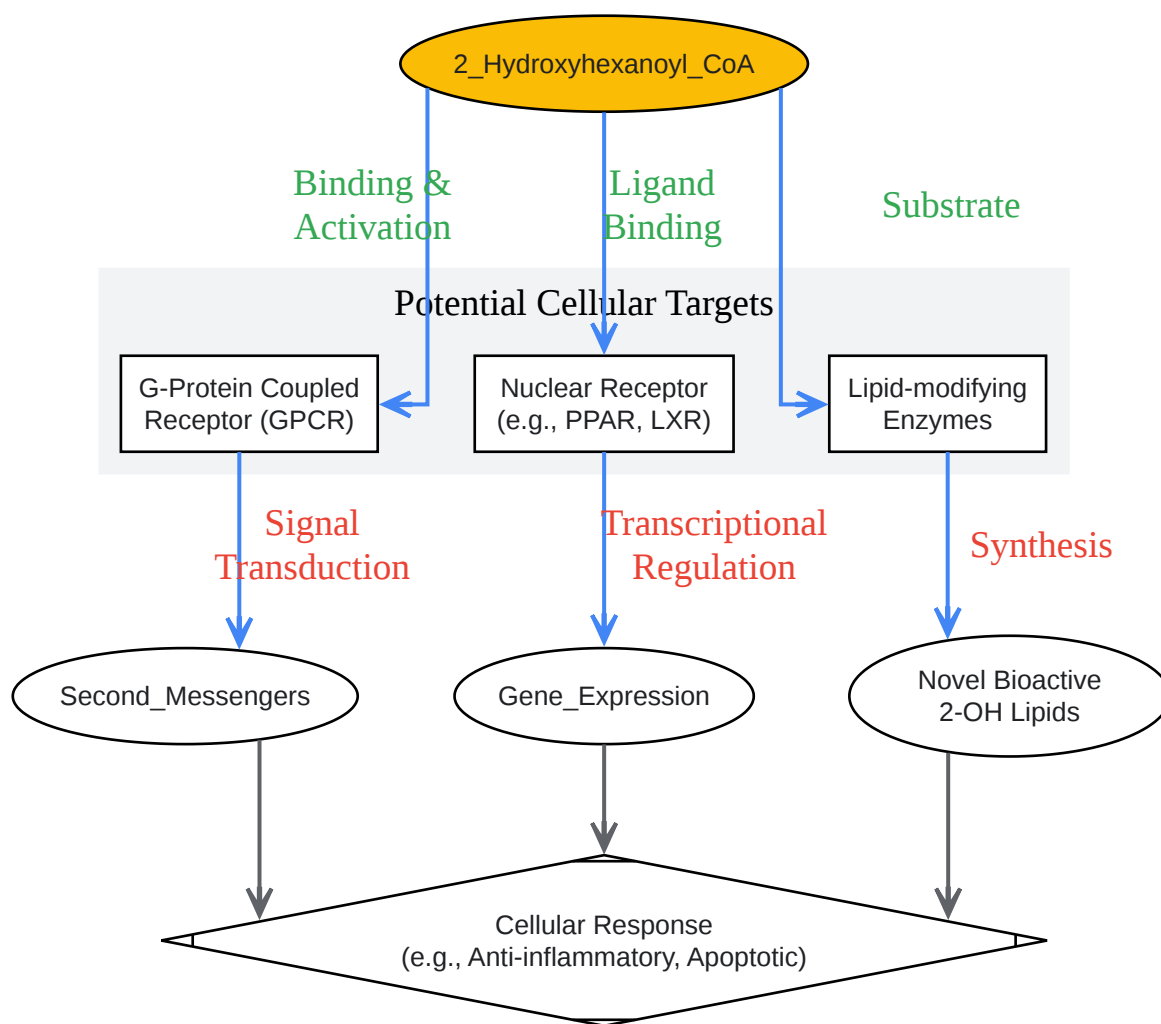 2_Hydroxyhexanoyl_CoA
Binding &
Activation
Ligand
Binding
Substrate
Potential Cellular Targets
G-Protein Coupled
Receptor (GPCR)
Nuclear Receptor
(e.g., PPAR, LXR)
Lipid-modifying
Enzymes
Signal
Transduction
Transcriptional
Regulation
Synthesis
Second_Messengers
Gene_Expression
Novel Bioactive
2-OH Lipids
Cellular Response
(e.g., Anti-inflammatory, Apoptotic)